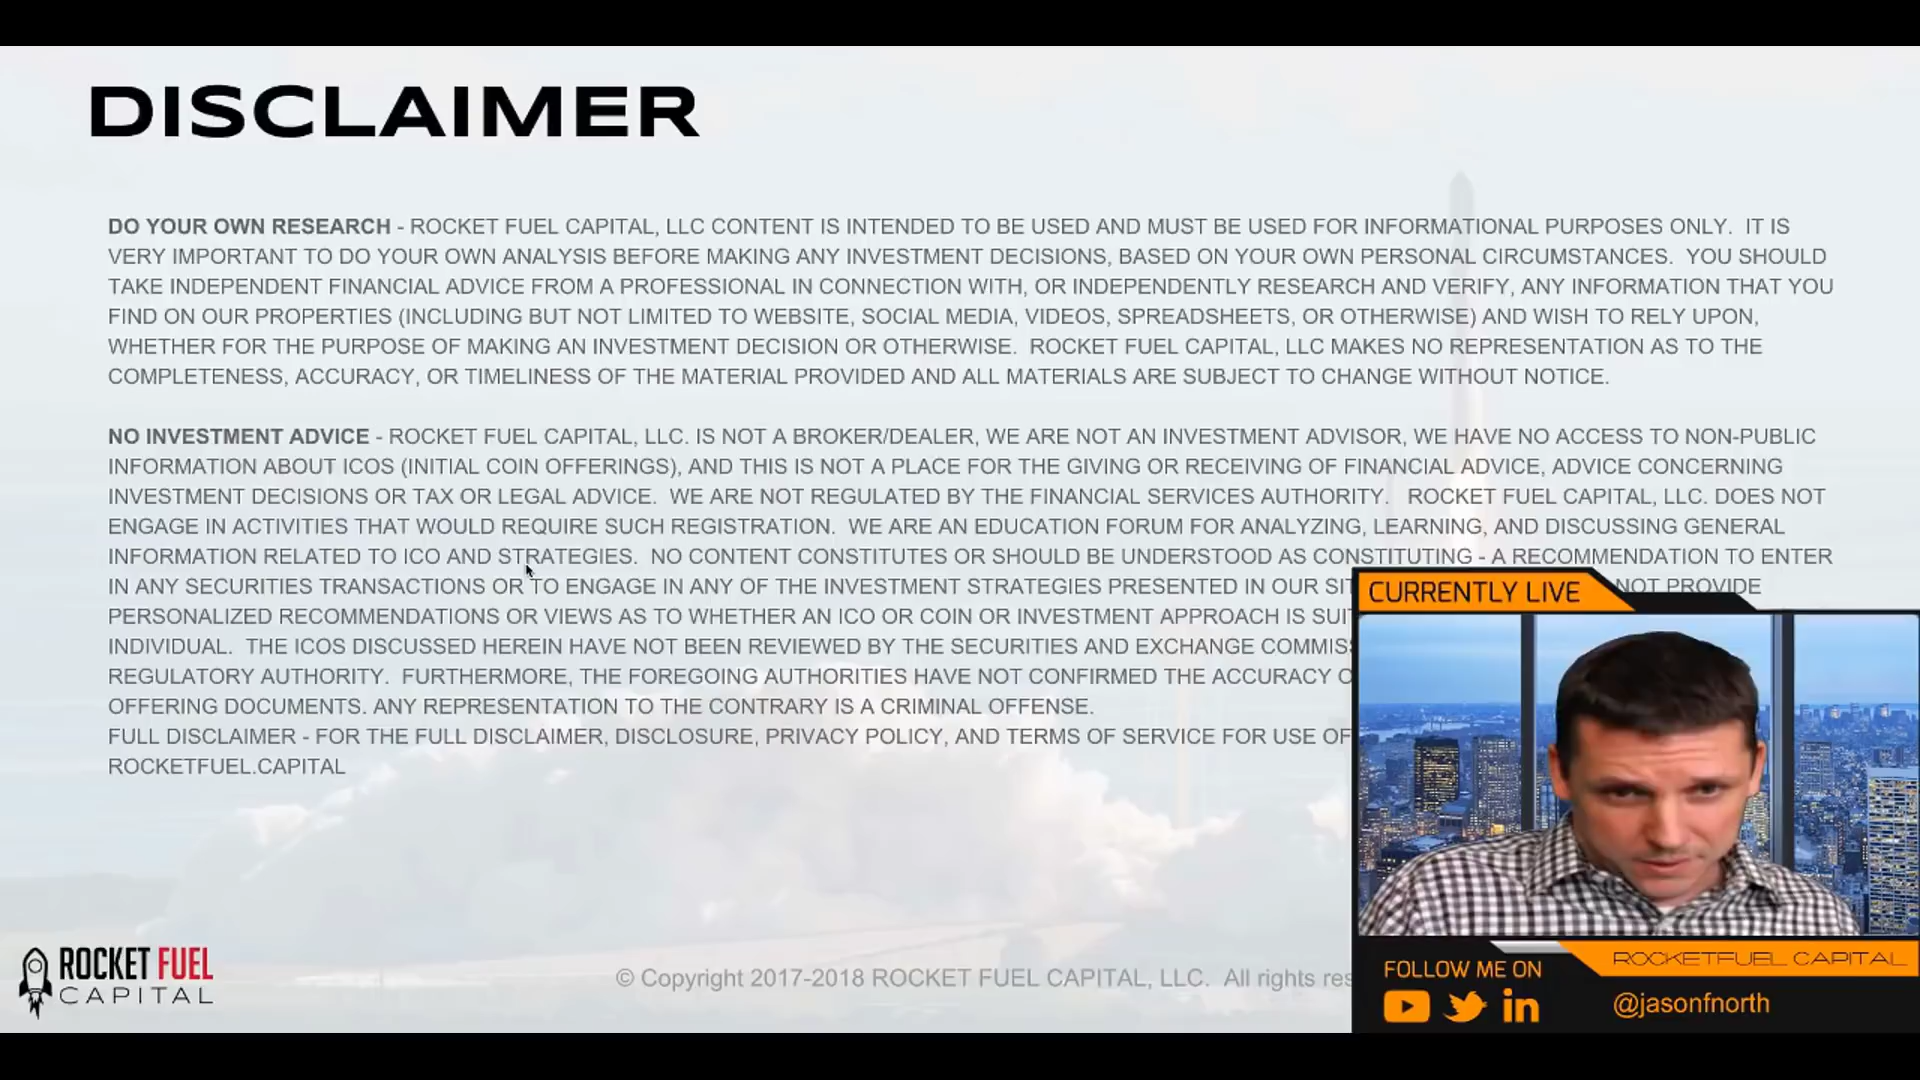 DISCLAIMER
DO YOUR OWN RESEARCH - ROCKET FUEL CAPITAL, LLC CONTENT IS INTENDED TO BE USED AND MUST BE USED FOR INFORMATIONAL PURPOSES ONLY. IT IS
VERY IMPORTANT TO DO YOUR OWN ANALYSIS BEFORE MAKING ANY INVESTMENT DECISIONS, BASED ON YOUR OWN PERSONAL CIRCUMSTANCES. YOU SHOULD
TAKE INDEPENDENT FINANCIAL ADVICE FROM A PROFESSIONAL IN CONNECTION WITH, OR INDEPENDENTLY RESEARCH AND VERIFY, ANY INFORMATION THAT YOU
FIND ON OUR PROPERTIES (INCLUDING BUT NOT LIMITED TO WEBSITE, SOCIAL MEDIA, VIDEOS, SPREADSHEETS, OR OTHERWISE) AND WISH TO RELY UPON,
WHETHER FOR THE PURPOSE OF MAKING AN INVESTMENT DECISION OR OTHERWISE. ROCKET FUEL CAPITAL, LLC MAKES NO REPRESENTATION AS TO THE
COMPLETENESS, ACCURACY, OR TIMELINESS OF THE MATERIAL PROVIDED AND ALL MATERIALS ARE SUBJECT TO CHANGE WITHOUT NOTICE.
NO INVESTMENT ADVICE - ROCKET FUEL CAPITAL, LLC. IS NOT A BROKER/DEALER, WE ARE NOT AN INVESTMENT ADVISOR, WE HAVE NO ACCESS TO NON-PUBLIC
INFORMATION ABOUT ICOS (INITIAL COIN OFFERINGS), AND THIS IS NOT A PLACE FOR THE GIVING OR RECEIVING OF FINANCIAL ADVICE, ADVICE CONCERNING
INVESTMENT DECISIONS OR TAX OR LEGAL ADVICE. WE ARE NOT REGULATED BY THE FINANCIAL SERVICES AUTHORITY. ROCKET FUEL CAPITAL, LLC. DOES NOT
ENGAGE IN ACTIVITIES THAT WOULD REQUIRE SUCH REGISTRATION. WE ARE AN EDUCATION FORUM FOR ANALYZING, LEARNING, AND DISCUSSING GENERAL
INFORMATION RELATED TO ICO AND STRATEGIES. NO CONTENT CONSTITUTES OR SHOULD BE UNDERSTOOD AS CONSTITUTING - A RECOMMENDATION TO ENTER
IN ANY SECURITIES TRANSACTIONS OR TO ENGAGE IN ANY OF THE INVESTMENT STRATEGIES PRESENTED IN OUR NOT PROVIDE
PERSONALIZED RECOMMENDATIONS OR VIEWS AS TO WHETHER AN ICO OR COIN OR INVESTMENT APPROACH IS
INDIVIDUAL. THE ICOS DISCUSSED HEREIN HAVE NOT BEEN REVIEWED BY THE SECURITIES AND EXCHANGE
REGULATORY AUTHORITY. FURTHERMORE, THE FOREGOING AUTHORITIES HAVE NOT CONFIRMED THE ACCURACY
OFFERING DOCUMENTS. ANY REPRESENTATION TO THE CONTRARY IS A CRIMINAL OFFENSE.
FULL DISCLAIMER - FOR THE FULL DISCLAIMER, DISCLOSURE, PRIVACY POLICY, AND TERMS OF SERVICE FOR USE OF
ROCKETFUEL.CAPITAL
CURRENTLY LIVE
ROCKET FUEL
CAPITAL
© Copyright 2017-2018 ROCKET FUEL CAPITAL, LLC. All rights
FOLLOW ME ON
ROCKETFUEL CAPITAL
@jasonfnorth